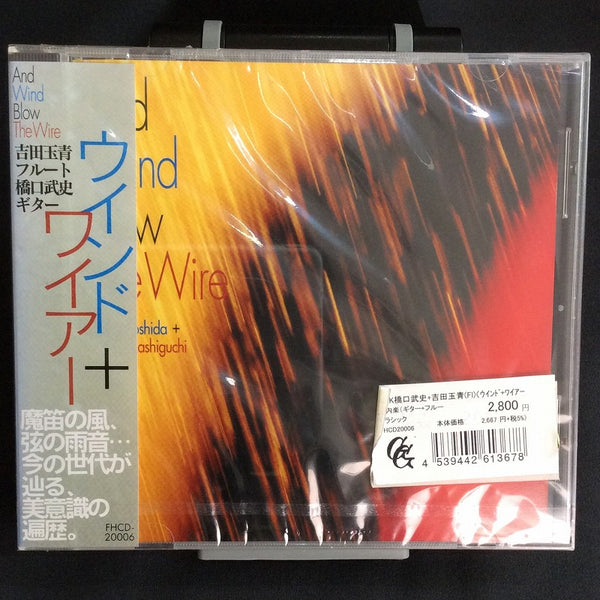 And
Wind
Blow
The Wire
吉田玉青
フルート
橋口武史
ギター
ウインド+
ワイアー
魔笛の風、
弦の雨音…
今の世代が
辿る、
美意識の
遍歴。
FHCD-
20006
d
nd
w
eWire
oshida +
ashiguchi
K橋口武史+吉田玉青(Fl)(ウインド+ワイアー
内楽(ギター+フルー
2,800 円
ラシック
本体価格
2,667 円+税5%)
HCD20006
4 539442 613678